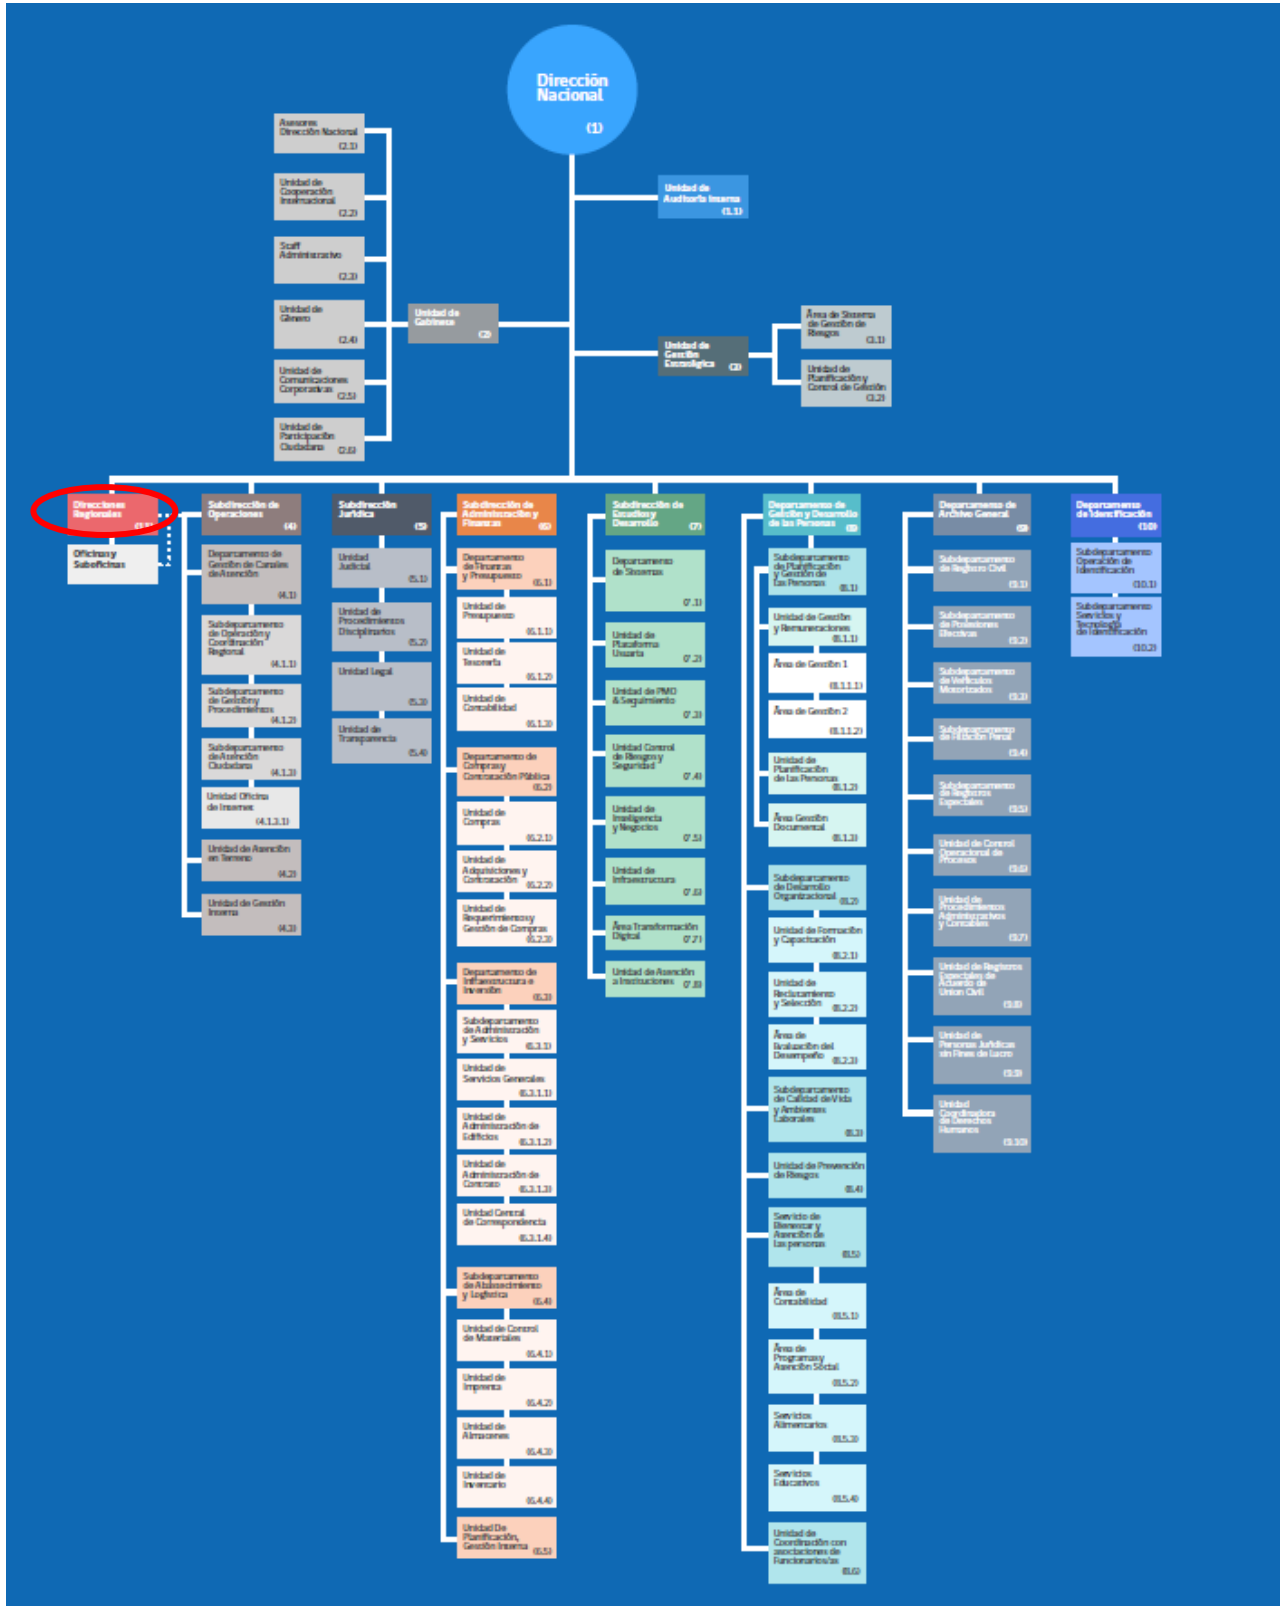 Dirección
Nacional
(1)
Asesores
Dirección Nacional
(2.1)
Unidad de
Cooperación
Internacional
(2.2)
Staff
Administrativo
(2.3)
Unidad de
Género
(2.4)
Unidad de
Comunicaciones
Corporativas (2.5)
Unidad de
Participación
Ciudadana (2.6)
Unidad de
Gabinete
(2)
Unidad de
Auditoría Interna
(1.1)
Unidad de
Gestión
Estratégica (3)
Área de Sistema
de Gestión de
Riesgos (3.1)
Unidad de
Planificación y
Control de Gestión
(3.2)
Direcciones
Regionales
Oficinas y
Suboficinas
Subdirección de
Operaciones (4)
Departamento de
Gestión de Canales
de Atención
(4.1)
Subdepartamento
de Operación y
Coordinación
Regional
(4.1.1)
Subdepartamento
de Gestión y
Procedimientos
(4.1.2)
Subdepartamento
de Atención
Ciudadana (4.1.3)
Unidad Oficina
de Internet
(4.1.3.1)
Unidad de Atención
en Terreno
(4.2)
Unidad de Gestión
Interna
(4.3)
Subdirección
Jurídica (5)
Unidad
Judicial
(5.1)
Unidad de
Procedimientos
Disciplinarios
(5.2)
Unidad Legal
(5.3)
Unidad de
Transparencia
(5.4)
Subdirección de
Administración y
Finanzas (6)
Departamento
de Finanzas
y Presupuesto (6.1)
Unidad de
Presupuesto
(6.1.1)
Unidad de
Tesorería
(6.1.2)
Unidad de
Contabilidad
(6.1.3)
Departamento de
Compras y
Contratación Pública
(6.2)
Unidad de
Compras
(6.2.1)
Unidad de
Adquisiciones y
Contratación (6.2.2)
Unidad de
Requerimientos y
Gestión de Compras
(6.2.3)
Departamento de
Infraestructura e
Inversión (6.3)
Subdepartamento
de Administración
y Servicios (6.3.1)
Unidad de
Servicios Generales
(6.3.1.1)
Unidad de
Administración de
Edificios (6.3.1.2)
Unidad de
Administración de
Contrato (6.3.1.3)
Unidad Central
de Correspondencia
(6.3.1.4)
Subdepartamento
de Abastecimiento
y Logística (6.4)
Unidad de Control
de Materiales
(6.4.1)
Unidad de
Imprenta
(6.4.2)
Unidad de
Almacenes
(6.4.3)
Unidad de
Inventario
(6.4.4)
Unidad De
Planificación,
Gestión Interna (6.5)
Subdirección de
Estudios y
Desarrollo (7)
Departamento
de Sistemas
(7.1)
Unidad de
Plataforma
Usuaria (7.2)
Unidad de PMO
& Seguimiento
(7.3)
Unidad Control
de Riesgos y
Seguridad (7.4)
Unidad de
Inteligencia
y Negocios (7.5)
Unidad de
Infraestructura
(7.6)
Área Transformación
Digital (7.7)
Unidad de Atención
a Instituciones (7.8)
Departamento de
Gestión y Desarrollo
de las Personas (8)
Subdepartamento
de Planificación
y Gestión de
las Personas (8.1)
Unidad de Gestión
y Remuneraciones
(8.1.1)
Área de Gestión 1
(8.1.1.1)
Área de Gestión 2
(8.1.1.2)
Unidad de
Planificación
de las Personas
(8.1.2)
Área Gestión
Documental
(8.1.3)
Subdepartamento
de Desarrollo
Organizacional (8.2)
Unidad de Formación
y Capacitación
(8.2.1)
Unidad de
Reclutamiento
y Selección (8.2.2)
Área de
Evaluación del
Desempeño (8.2.3)
Subdepartamento
de Calidad de Vida
y Ambientes
Laborales
(8.3)
Unidad de Prevención
de Riesgos
(8.4)
Servicio de
Bienestar y
Atención de
las personas
(8.5)
Área de
Contabilidad
(8.5.1)
Área de
Programas y
Atención Social
(8.5.2)
Servicios
Alimentarios
(8.5.3)
Servicios
Educativos
(8.5.4)
Unidad de
Coordinación con
asociaciones de
Funcionarios/as
(8.6)
Departamento de
Archivo General
(9)
Subdepartamento
de Registro Civil
(9.1)
Subdepartamento
de Posesiones
Efectivas (9.2)
Subdepartamento
de Vehículos
Motorizados (9.3)
Subdepartamento
de Filiación Penal
(9.4)
Subdepartamento
de Registros
Especiales (9.5)
Unidad de Control
Operacional de
Procesos (9.6)
Unidad de
Procedimientos
Administrativos
y Contables
(9.7)
Unidad de Registros
Especiales de
Acuerdo de
Union Civil
(9.8)
Unidad de
Personas Jurídicas
sin Fines de Lucro
(9.9)
Unidad
Coordinadora
de Derechos
Humanos
(9.10)
Departamento
de Identificación
(10)
Subdepartamento
Operación de
Identificación
(10.1)
Subdepartamento
Servicios y
Tecnología
de Identificación
(10.2)